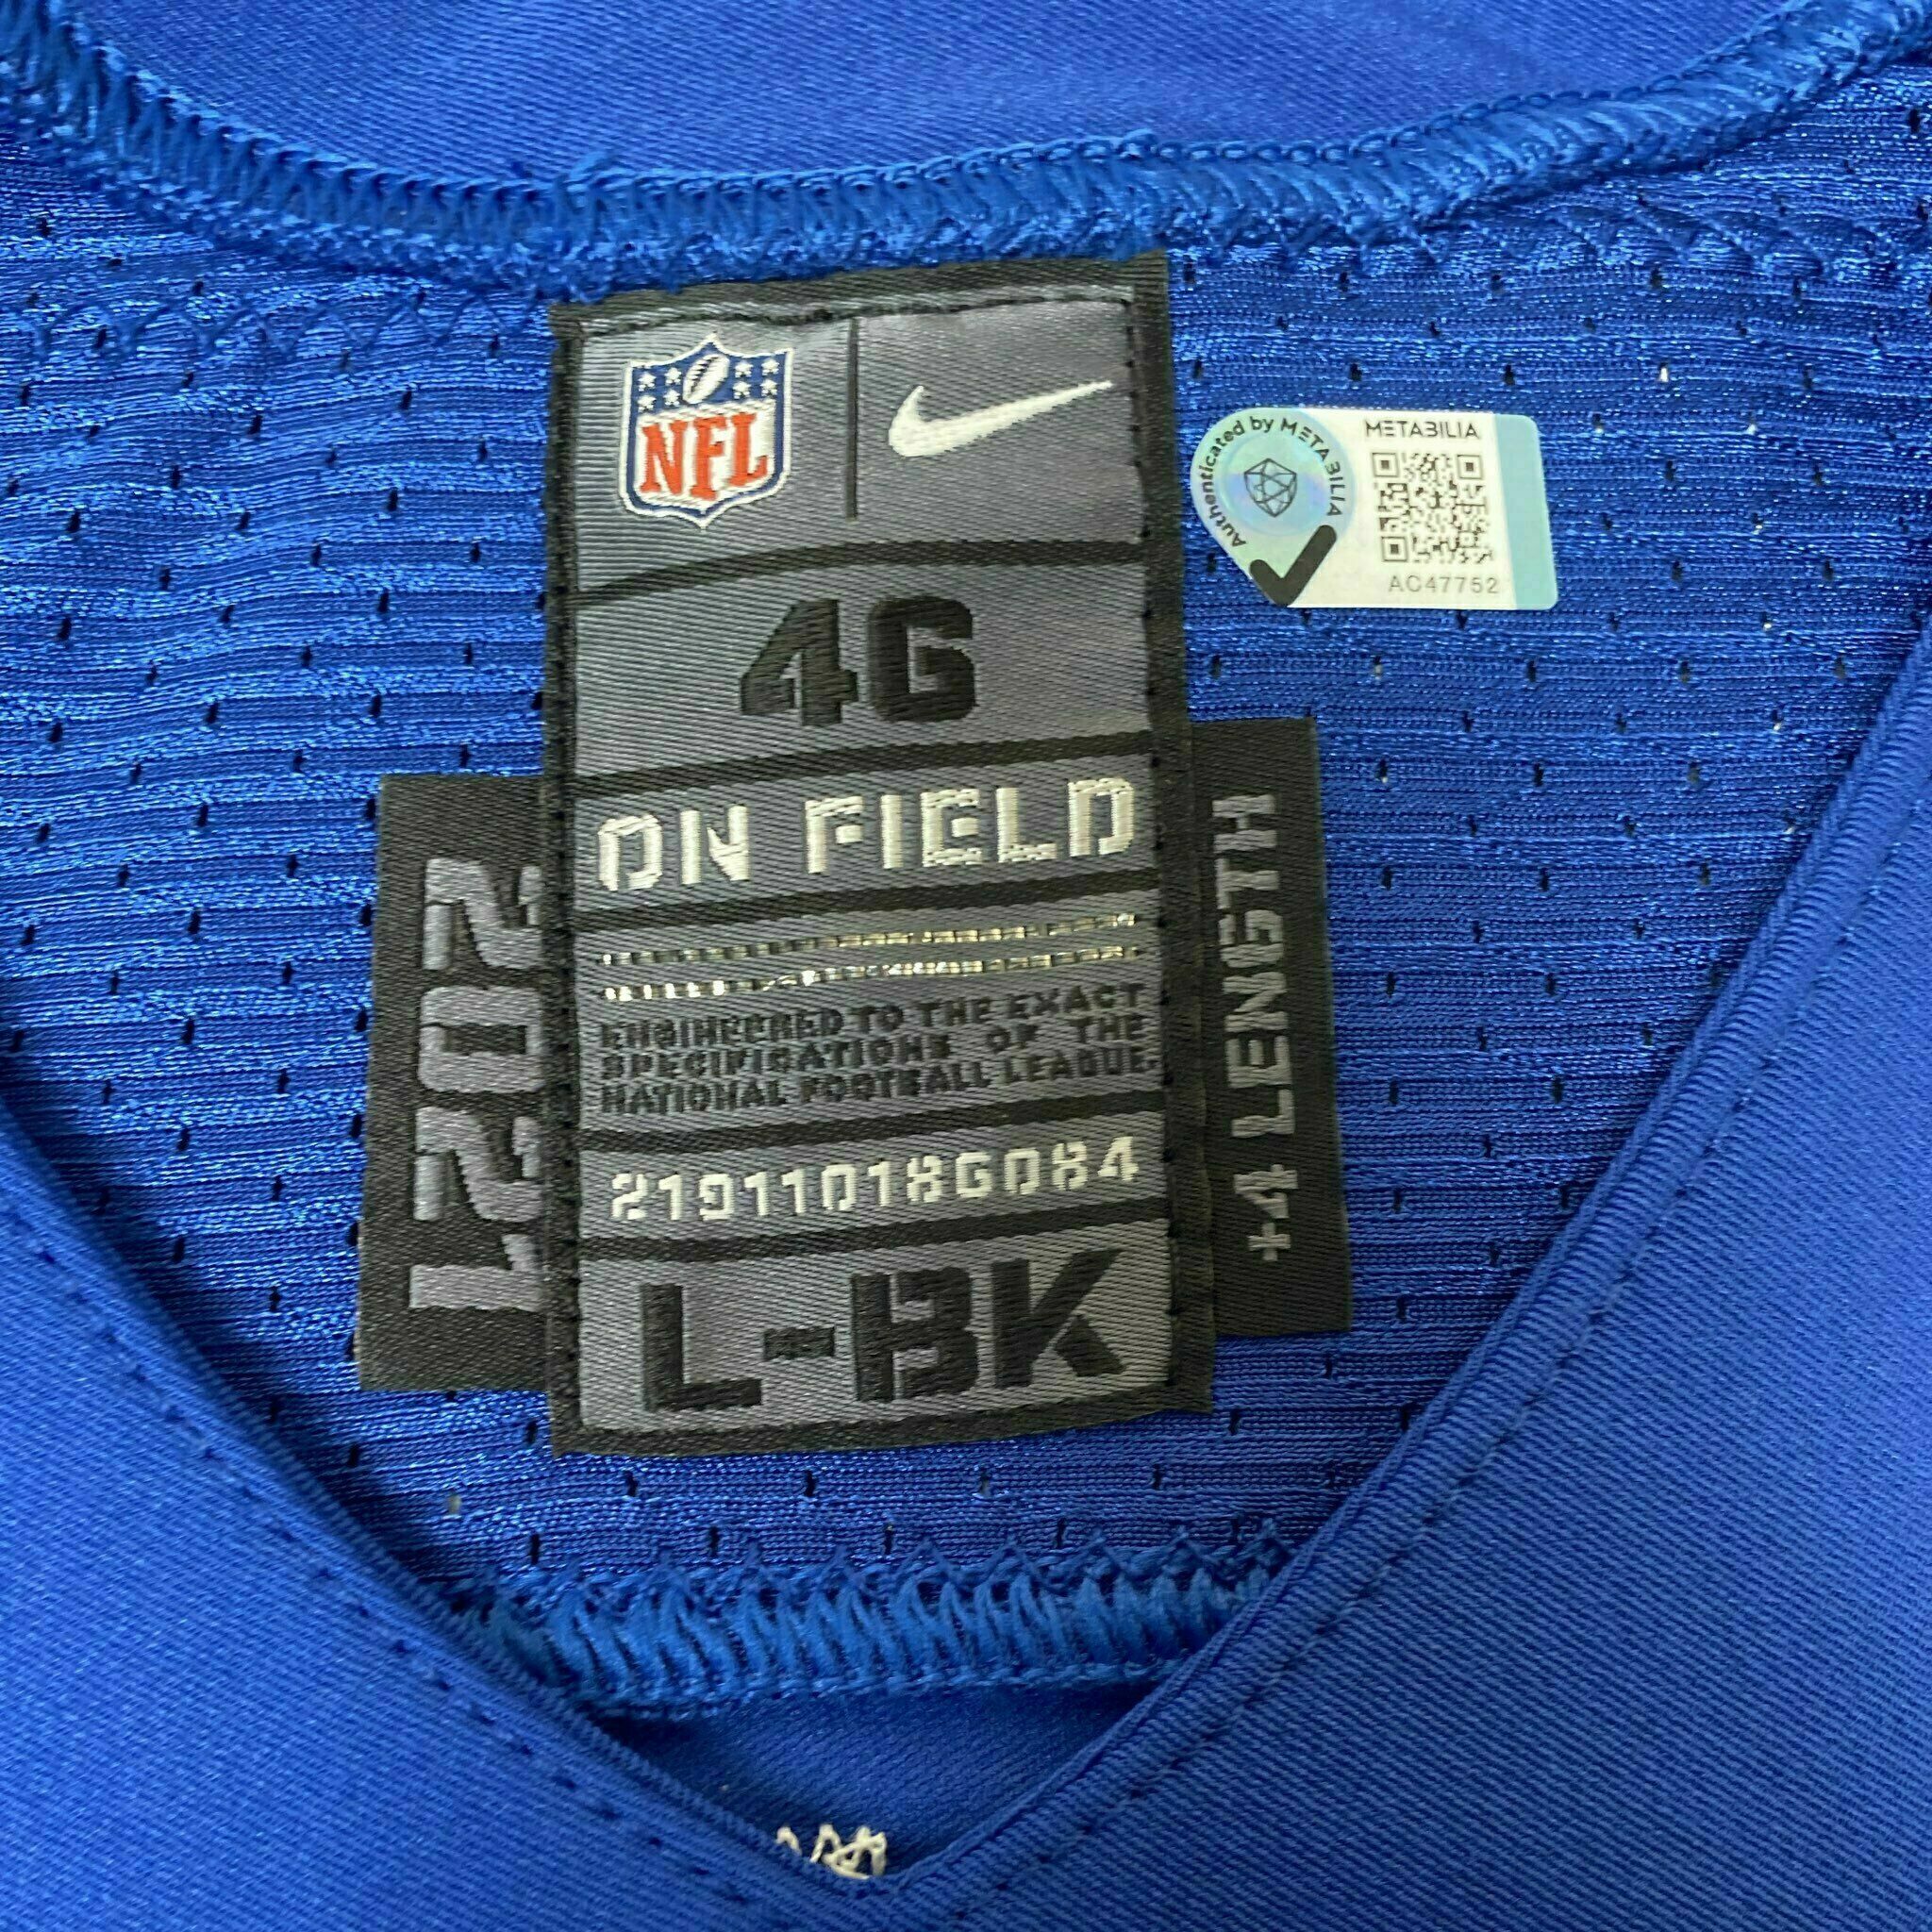 NFL
46
ON FIELD
ENGINEERED TO THE EXACT
SPECIFICATIONS OF THE
NATIONAL FOOTBALL LEAGUE.
21911018G084
L-BK
2021
+4 LENGTH
Authenticated by METABILIA
METABILIA
AC47752